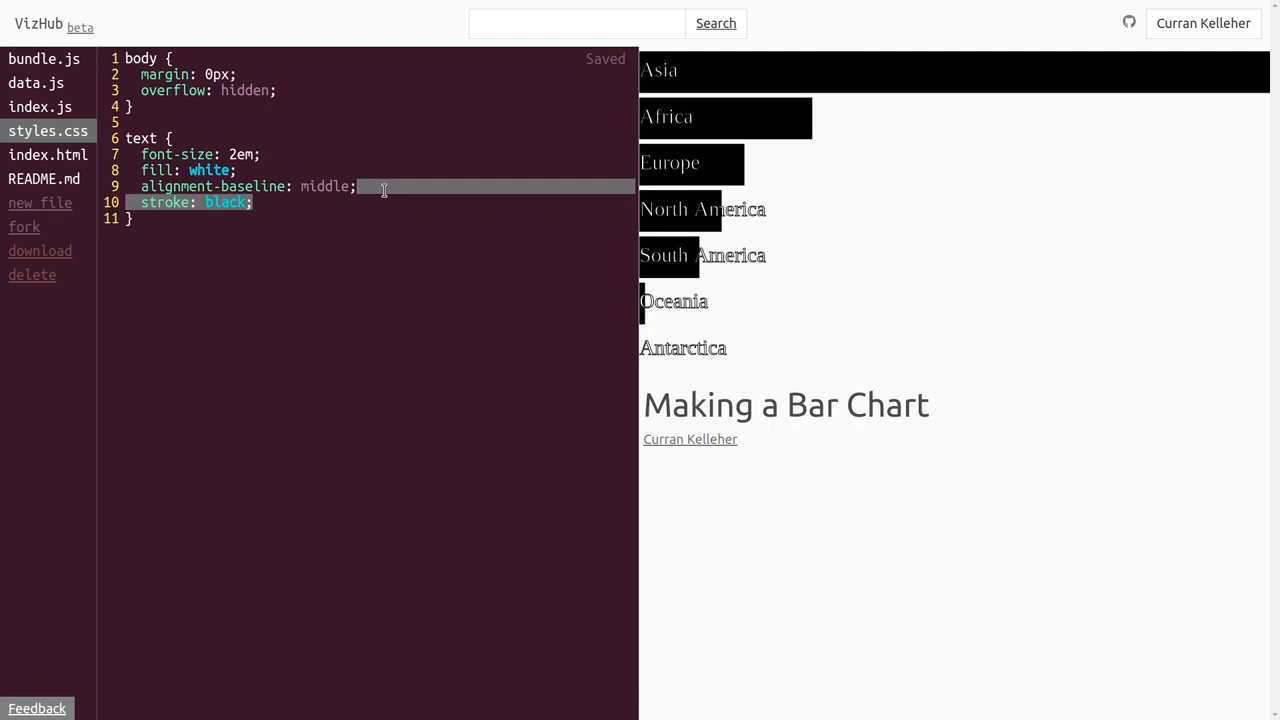 VizHub beta
Search
Curran Kelleher
bundle.js
data.js
index.js
styles.css
index.html
README.md
new file
fork
download
delete
Feedback
Saved
1 body {
2 margin: 0px;
3 overflow: hidden;
4 }
5
6 text {
7 font-size: 2em;
8 fill: white;
9 alignment-baseline: middle;
10 stroke: black;
11 }
Asia
Africa
Europe
North America
South America
Oceania
Antarctica
Making a Bar Chart
Curran Kelleher